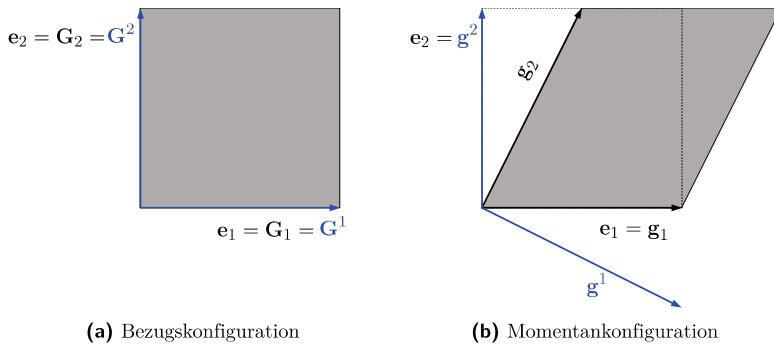 e₂ = G₂ = G²
e₁ = G₁ = G¹
(a) Bezugskonfiguration
e₂ = g²
g₂
e₁ = g₁
g¹
(b) Momentankonfiguration